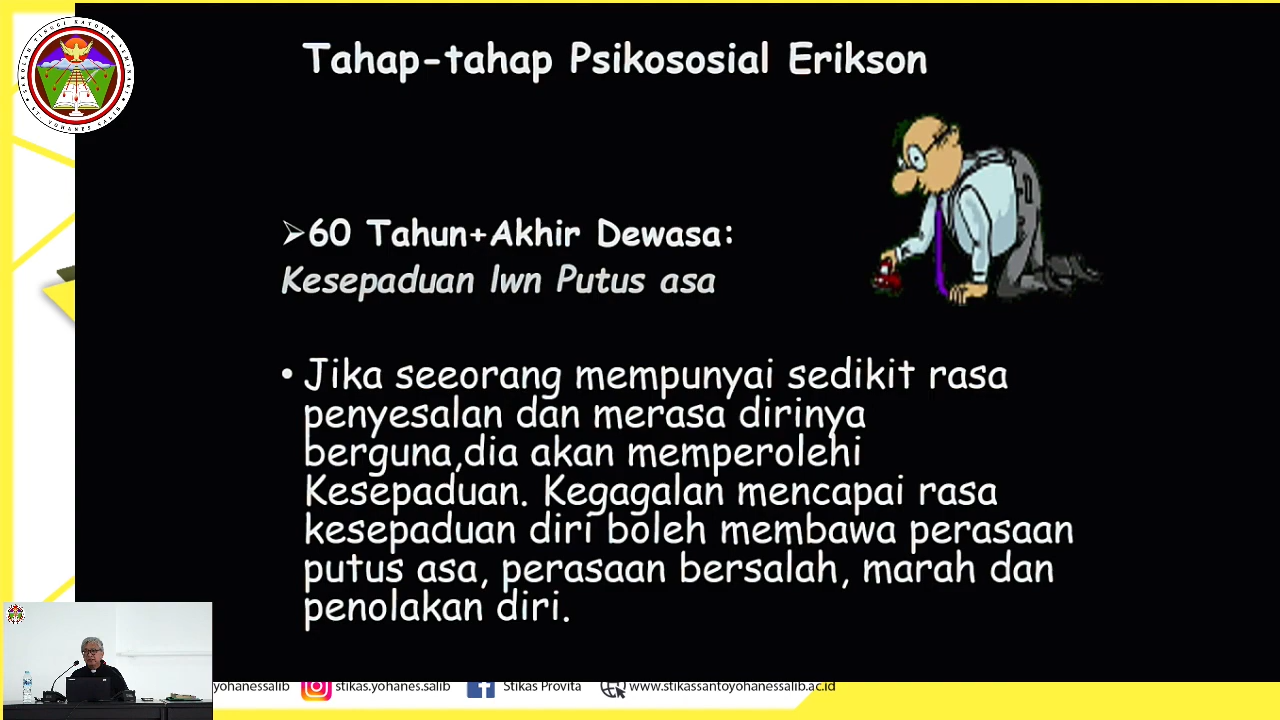 Tahap-tahap Psikososial Erikson
➢60 Tahun+Akhir Dewasa:
Kesepaduan lwn Putus asa
• Jika seeorang mempunyai sedikit rasa
penyesalan dan merasa dirinya
berguna,dia akan memperolehi
Kesepaduan. Kegagalan mencapai rasa
kesepaduan diri boleh membawa perasaan
putus asa, perasaan bersalah, marah dan
penolakan diri.
yohanessalib stikas.yohanes.salib Stikas Provita www.stikassantoyohanessalib.ac.id